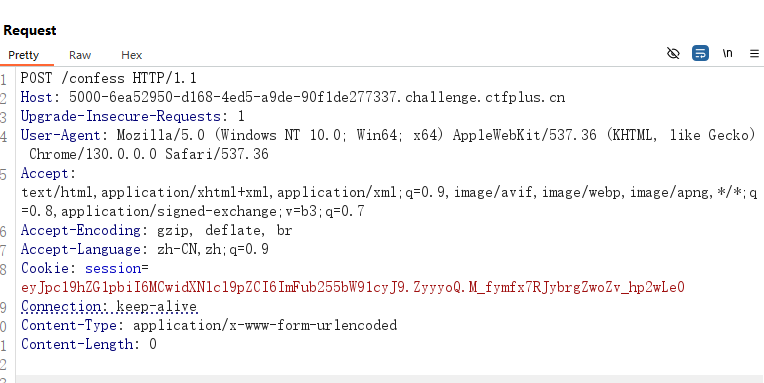 Request
Pretty Raw Hex \n
1 POST /confess HTTP/1.1
2 Host: 5000-6ea52950-d168-4ed5-a9de-90f1de277337.challenge.ctfplus.cn
3 Upgrade-Insecure-Requests: 1
4 User-Agent: Mozilla/5.0 (Windows NT 10.0; Win64; x64) AppleWebKit/537.36 (KHTML, like Gecko)
Chrome/130.0.0.0 Safari/537.36
5 Accept:
text/html,application/xhtml+xml,application/xml;q=0.9,image/avif,image/webp,image/apng,*/*;q
=0.8,application/signed-exchange;v=b3;q=0.7
6 Accept-Encoding: gzip, deflate, br
7 Accept-Language: zh-CN,zh;q=0.9
8 Cookie: session=
eyJpc19hZG1pbiI6MCwidXNlcl9pZCI6ImFub255bW91cyJ9.ZyyyoQ.M_fymfx7RJybrgZwoZv_hp2wLe0
9 Connection: keep-alive
0 Content-Type: application/x-www-form-urlencoded
1 Content-Length: 0
2
3